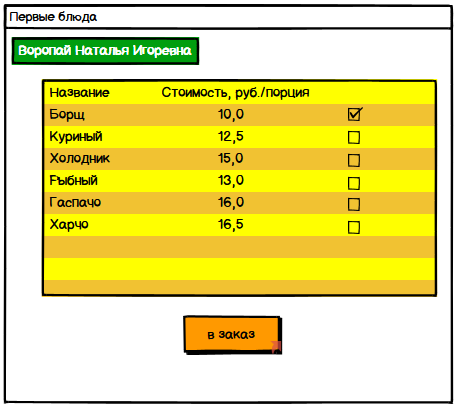 Первые блюда
Воропай Наталья Игоревна
Название Стоимость, руб./порция
Борщ 10,0
Куриный 12,5
Холодник 15,0
Рыбный 13,0
Гаспачо 16,0
Харчо 16,5
в заказ